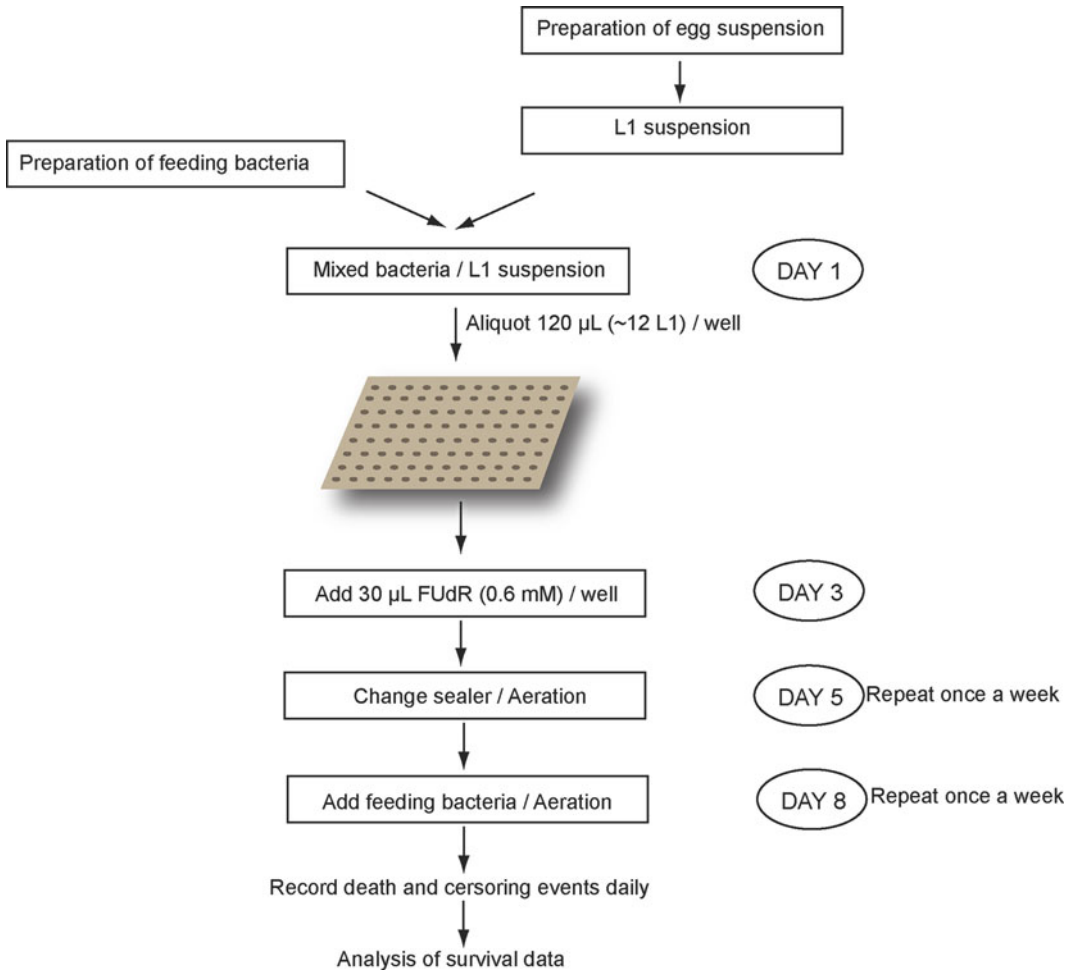 Preparation of egg suspension
L1 suspension
Preparation of feeding bacteria
Mixed bacteria / L1 suspension
DAY 1
Aliquot 120 µL (~12 L1) / well
Add 30 µL FUdR (0.6 mM) / well
DAY 3
Change sealer / Aeration
DAY 5
Repeat once a week
Add feeding bacteria / Aeration
DAY 8
Repeat once a week
Record death and censoring events daily
Analysis of survival data